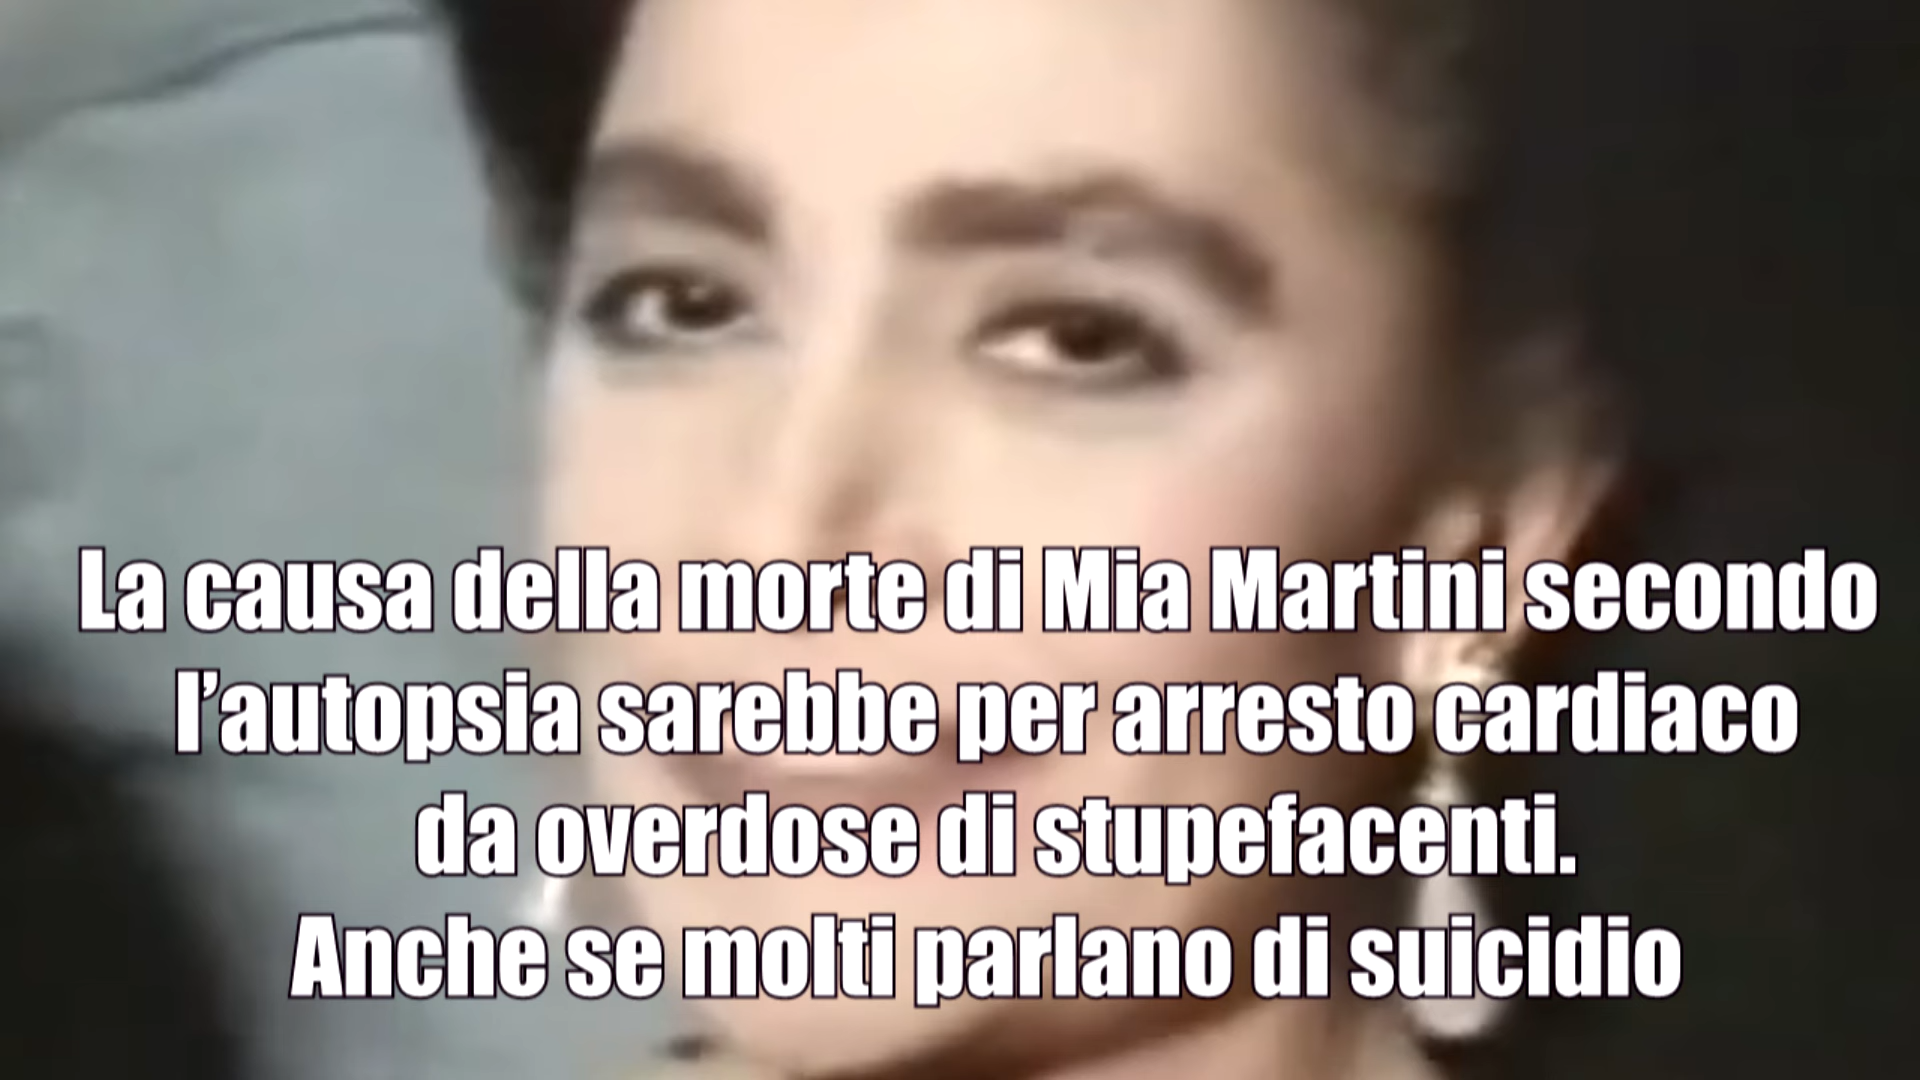 La causa della morte di Mia Martini secondo
l’autopsia sarebbe per arresto cardiaco
da overdose di stupefacenti.
Anche se molti parlano di suicidio